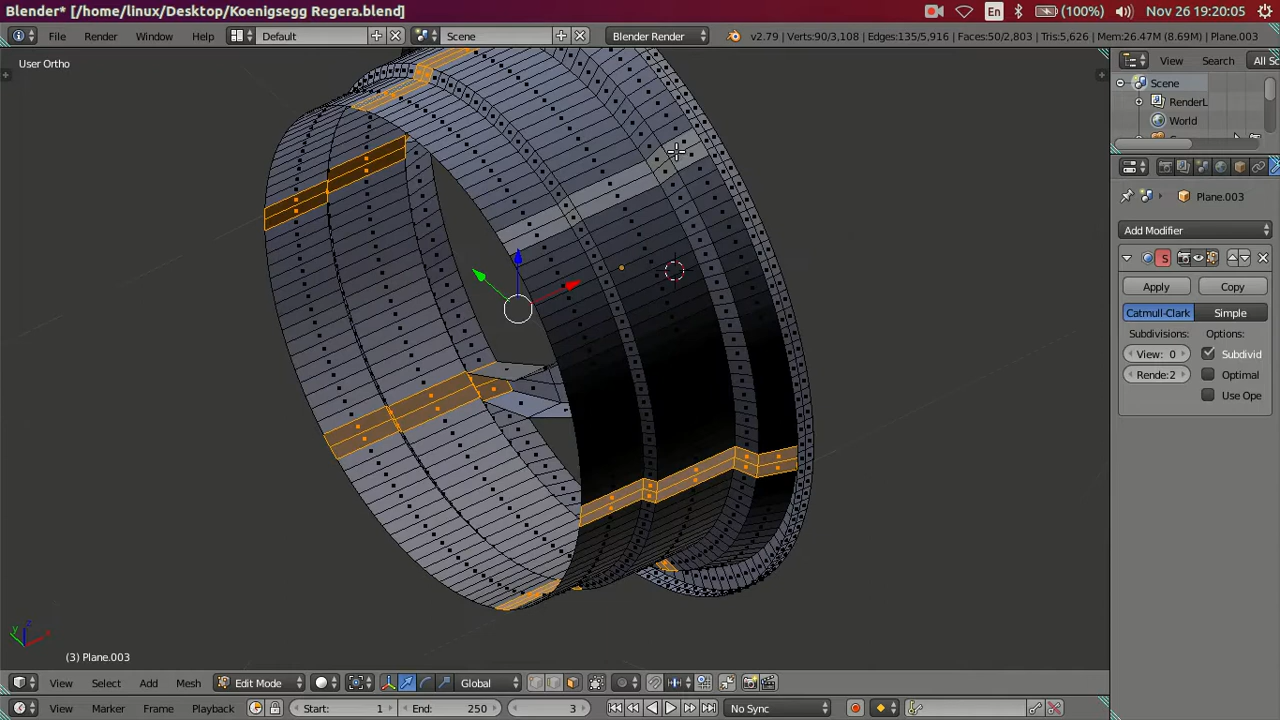 Blender* [/home/linux/Desktop/Koenigsegg Regera.blend] En (100%) Nov 26 19:20:05
File Render Window Help Default Scene Blender Render v2.79 | Verts:90/3,108 | Edges:135/5,916 | Faces:50/2,803 | Tris:5,626 | Mem:26.47M (8.69M) | Plane.003
User Ortho
View Search All Sc
Scene
RenderL
World
Plane.003
Add Modifier
S
Apply Copy
Catmull-Clark Simple
Subdivisions: Options:
View: 0 Subdivid
Rende: 2 Optimal
Use Ope
z
y
x
(3) Plane.003
View Select Add Mesh Edit Mode Global
View Marker Frame Playback Start: 1 End: 250 3 No Sync